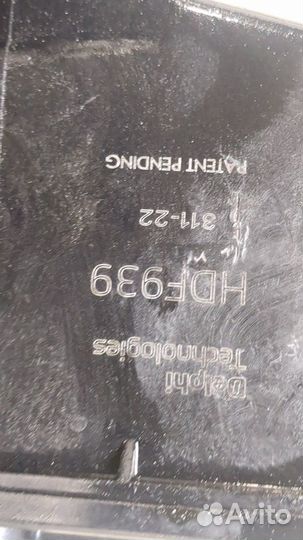 Delphi
Technologies
HDF939
311-22
PATENT PENDING
Avito